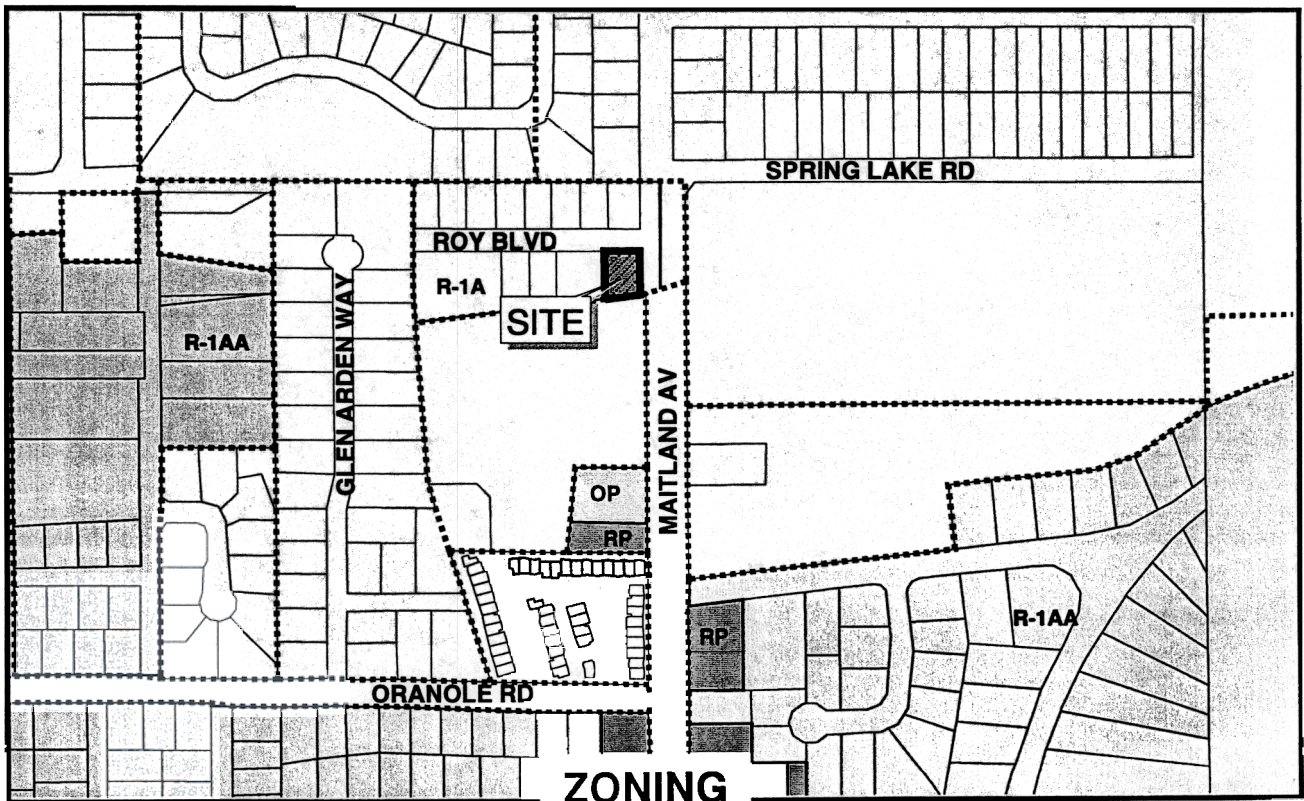 SPRING LAKE RD
ROY BLVD
R-1A
SITE
R-1AA
GLEN ARDEN WAY
MAITLAND AV
OP
RP
RP
R-1AA
ORANOLE RD
ZONING